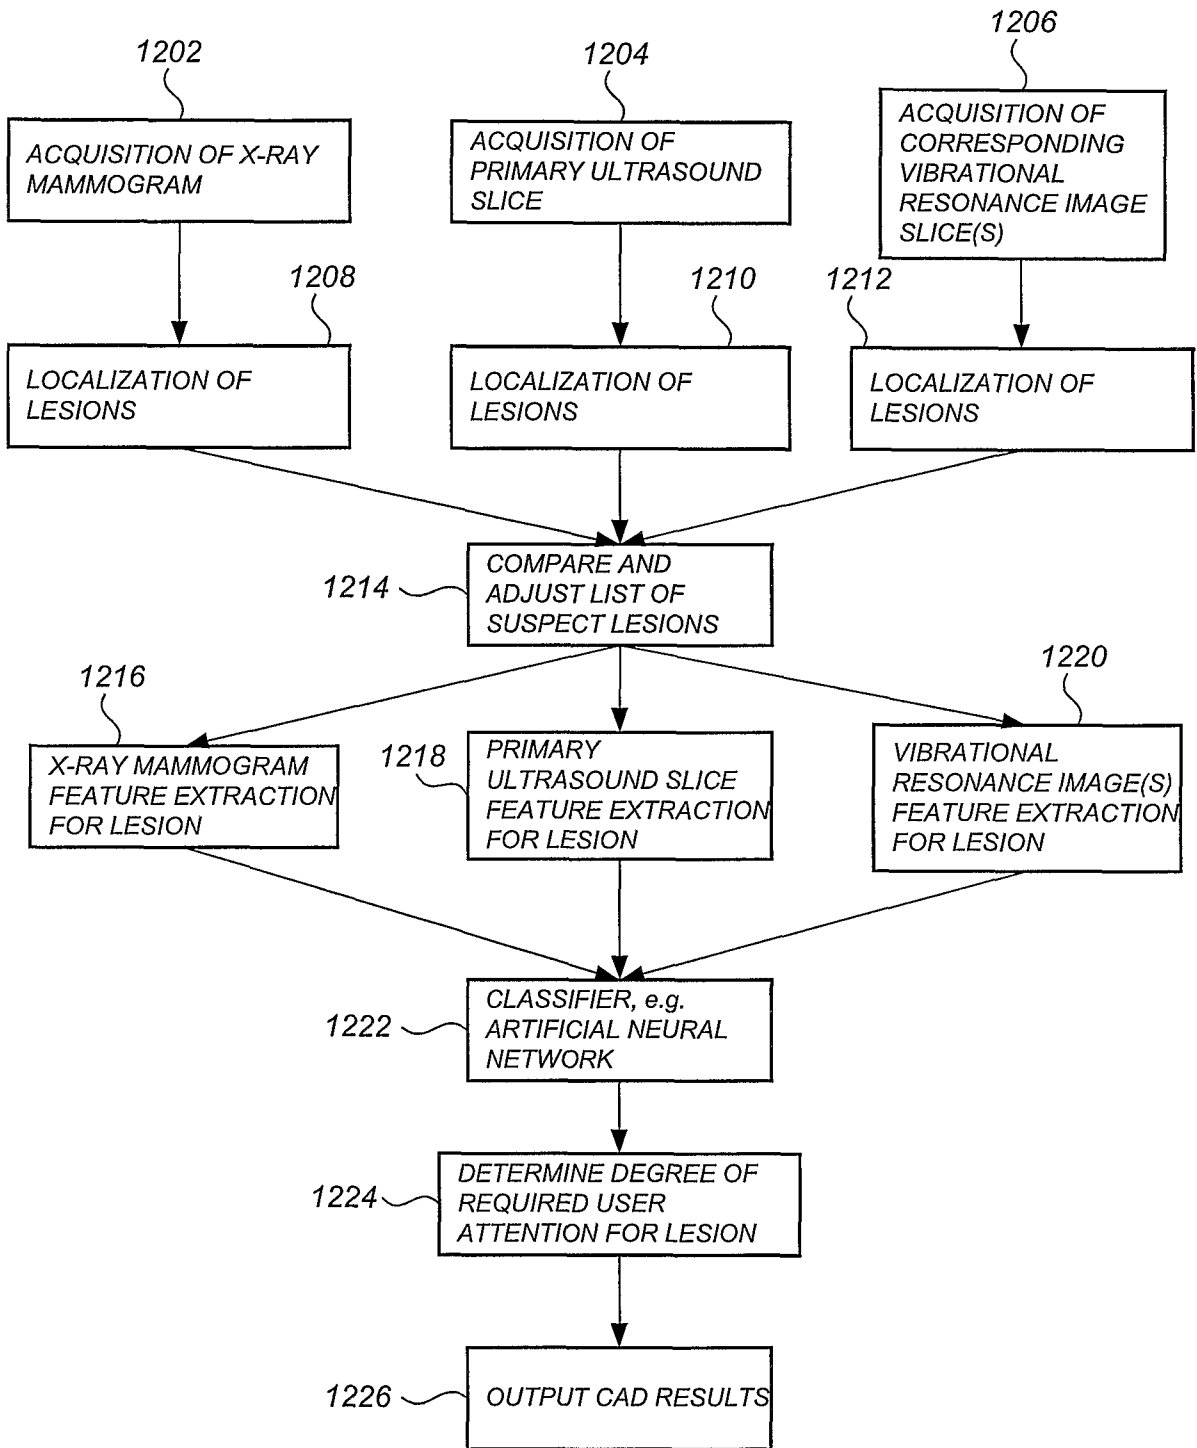 1202
1204
1206
ACQUISITION OF X-RAY
MAMMOGRAM
ACQUISITION OF
PRIMARY ULTRASOUND
SLICE
ACQUISITION OF
CORRESPONDING
VIBRATIONAL
RESONANCE IMAGE
SLICE(S)
1208
1210
1212
LOCALIZATION OF
LESIONS
LOCALIZATION OF
LESIONS
LOCALIZATION OF
LESIONS
1214
COMPARE AND
ADJUST LIST OF
SUSPECT LESIONS
1216
1218
1220
X-RAY MAMMOGRAM
FEATURE EXTRACTION
FOR LESION
PRIMARY
ULTRASOUND SLICE
FEATURE EXTRACTION
FOR LESION
VIBRATIONAL
RESONANCE IMAGE(S)
FEATURE EXTRACTION
FOR LESION
1222
CLASSIFIER, e.g.
ARTIFICIAL NEURAL
NETWORK
1224
DETERMINE DEGREE OF
REQUIRED USER
ATTENTION FOR LESION
1226
OUTPUT CAD RESULTS